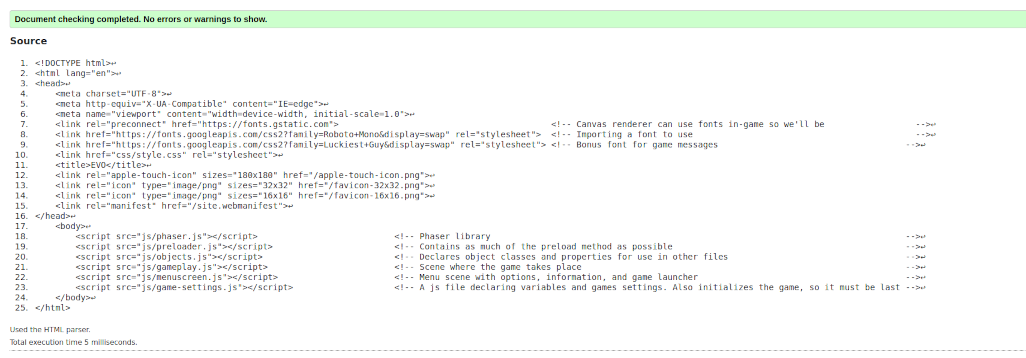 Document checking completed. No errors or warnings to show.
Source
1. <!DOCTYPE html>↩
2. <html lang="en">↩
3. <head>↩
4.     <meta charset="UTF-8">↩
5.     <meta http-equiv="X-UA-Compatible" content="IE=edge">↩
6.     <meta name="viewport" content="width=device-width, initial-scale=1.0">↩
7.     <link rel="preconnect" href="https://fonts.gstatic.com">                         <!-- Canvas renderer can use fonts in-game so we'll be                  -->↩
8.     <link href="https://fonts.googleapis.com/css2?family=Roboto+Mono&display=swap" rel="stylesheet">  <!-- Importing a font to use                                            -->↩
9.     <link href="https://fonts.googleapis.com/css2?family=Luckiest+Guy&display=swap" rel="stylesheet"> <!-- Bonus font for game messages                                     -->↩
10.     <link href="css/style.css" rel="stylesheet">↩
11.     <title>EVO</title>↩
12.     <link rel="apple-touch-icon" sizes="180x180" href="/apple-touch-icon.png">↩
13.     <link rel="icon" type="image/png" sizes="32x32" href="/favicon-32x32.png">↩
14.     <link rel="icon" type="image/png" sizes="16x16" href="/favicon-16x16.png">↩
15.     <link rel="manifest" href="/site.webmanifest">↩
16. </head>↩
17.     <body>↩
18.         <script src="js/phaser.js"></script>                           <!-- Phaser library                                                                                -->↩
19.         <script src="js/preloader.js"></script>                        <!-- Contains as much of the preload method as possible                                              -->↩
20.         <script src="js/objects.js"></script>                          <!-- Declares object classes and properties for use in other files                                   -->↩
21.         <script src="js/gameplay.js"></script>                         <!-- Scene where the game takes place                                                                -->↩
22.         <script src="js/menuscreen.js"></script>                       <!-- Menu scene with options, information, and game launcher                                         -->↩
23.         <script src="js/game-settings.js"></script>                    <!-- A js file declaring variables and games settings. Also initializes the game, so it must be last -->↩
24.     </body>↩
25. </html>
Used the HTML parser.
Total execution time 5 milliseconds.